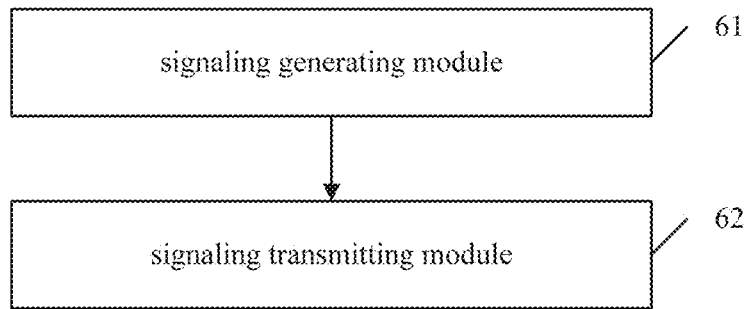 61
signaling generating module
62
signaling transmitting module